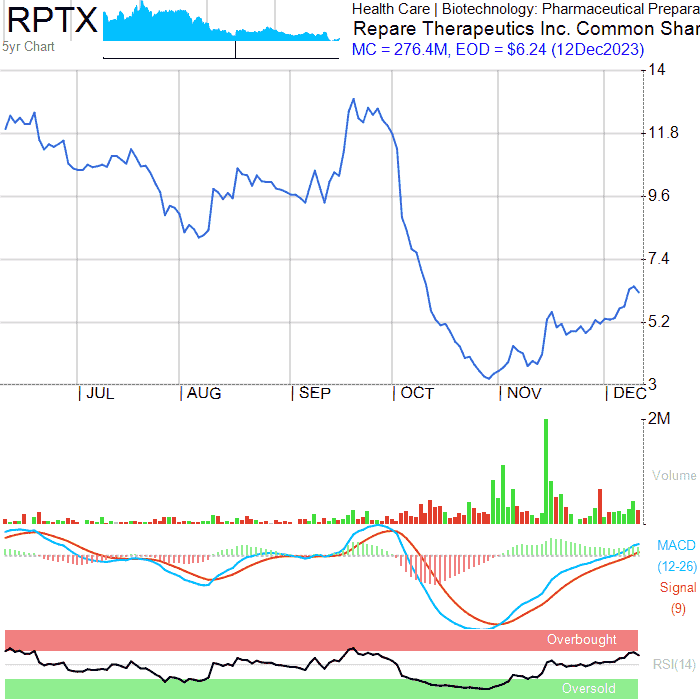 RPTX
5yr Chart
Health Care | Biotechnology: Pharmaceutical Prepara
Repare Therapeutics Inc. Common Shar
MC = 276.4M, EOD = $6.24 (12Dec2023)
14
11.8
9.6
7.4
5.2
3
| JUL | AUG | SEP | OCT | NOV | DEC
2M
Volume
MACD
(12-26)
Signal
(9)
Overbought
RSI(14)
Oversold